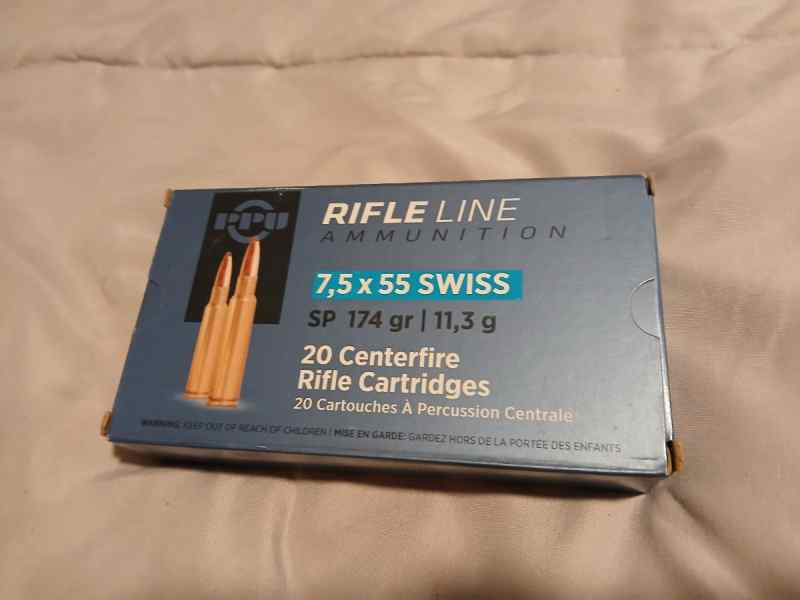 PPU
RIFLE LINE
AMMUNITION
7,5 x 55 SWISS
SP 174 gr | 11,3 g
20 Centerfire
Rifle Cartridges
20 Cartouches À Percussion Centrale
WARNING: KEEP OUT OF REACH OF CHILDREN | MISE EN GARDE: GARDEZ HORS DE LA PORTÉE DES ENFANTS